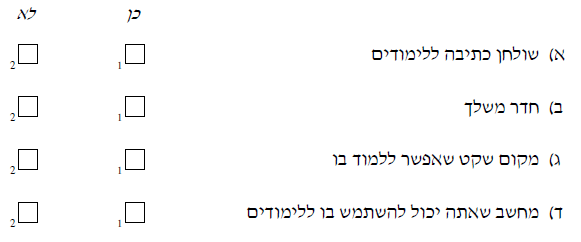 כן לא
א) שולחן כתיבה ללימודים 1 2
ב) חדר משלך 1 2
ג) מקום שקט שאפשר ללמוד בו 1 2
ד) מחשב שאתה יכול להשתמש בו ללימודים 1 2